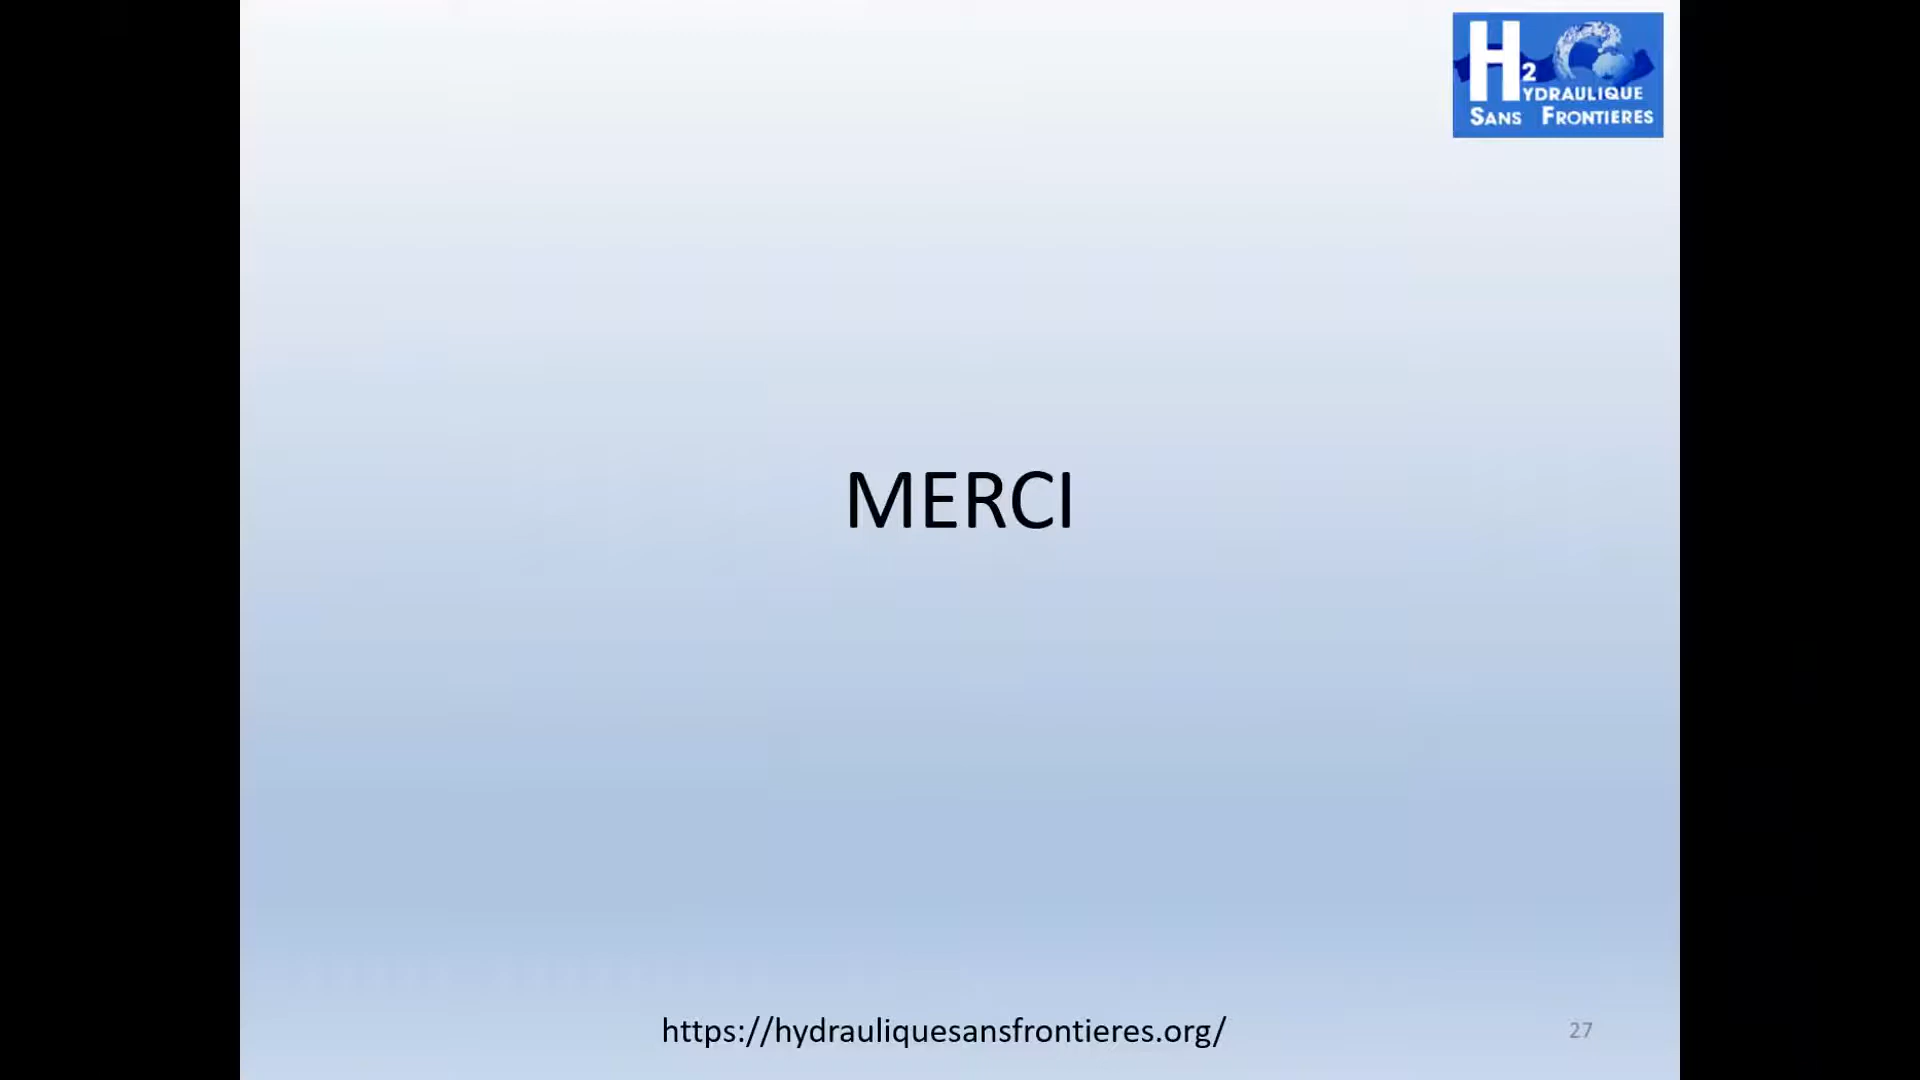 H2
YDRAULIQUE
SANS FRONTIERES
MERCI
https://hydrauliquesansfrontieres.org/
27